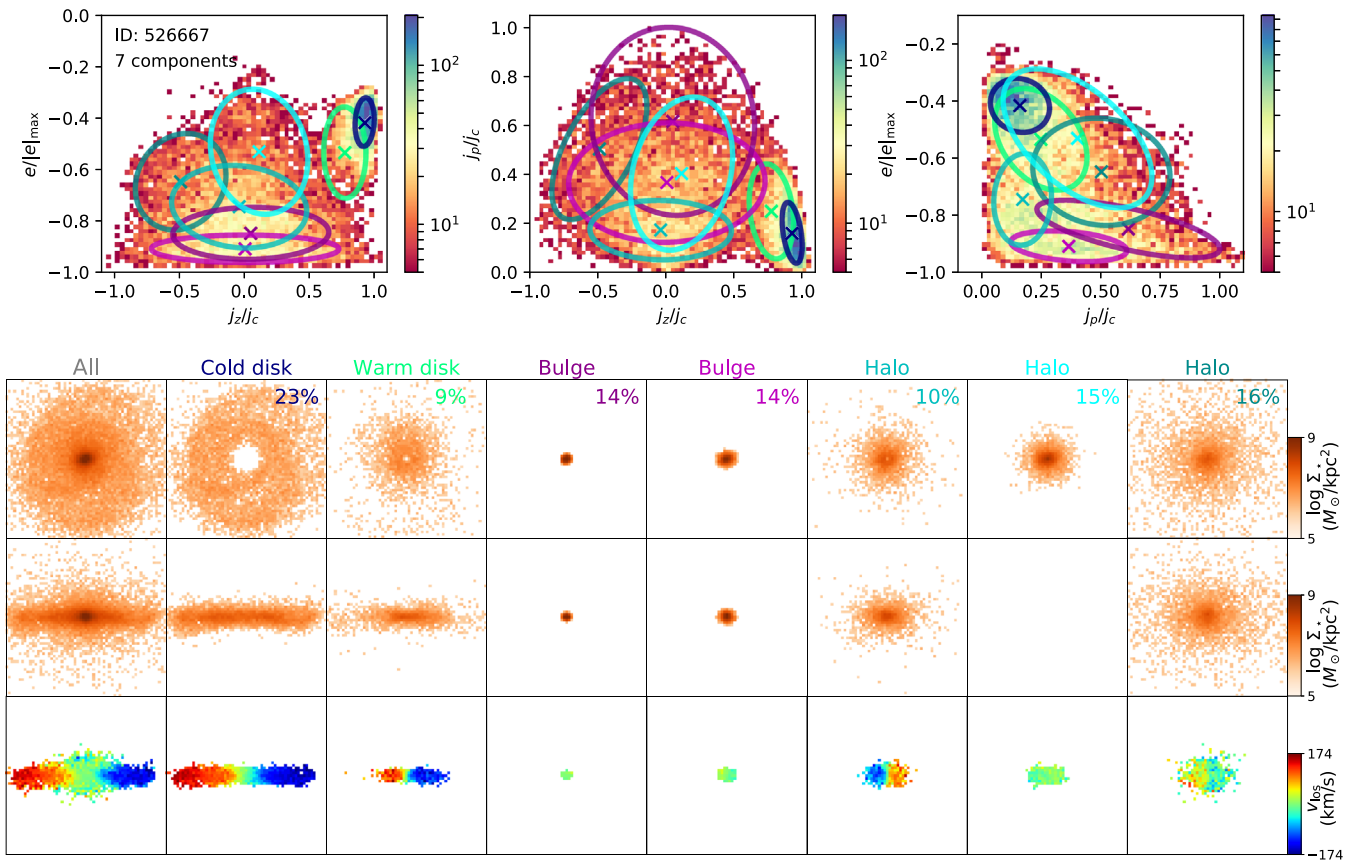 ID: 526667
7 components
0.0
−0.2
−0.4
−0.6
−0.8
−1.0
e/|e|max
−1.0 −0.5 0.0 0.5 1.0
jz/jc
10²
10¹
1.0
0.8
0.6
0.4
0.2
0.0
jp/jc
−1.0 −0.5 0.0 0.5 1.0
jz/jc
10²
10¹
−0.2
−0.4
−0.6
−0.8
−1.0
e/|e|max
0.00 0.25 0.50 0.75 1.00
jp/jc
10¹
All Cold disk Warm disk Bulge Bulge Halo Halo Halo
23% 9% 14% 14% 10% 15% 16%
9
5
log Σ⋆
(M⊙/kpc²)
9
5
log Σ⋆
(M⊙/kpc²)
174
−174
vlos
(km/s)